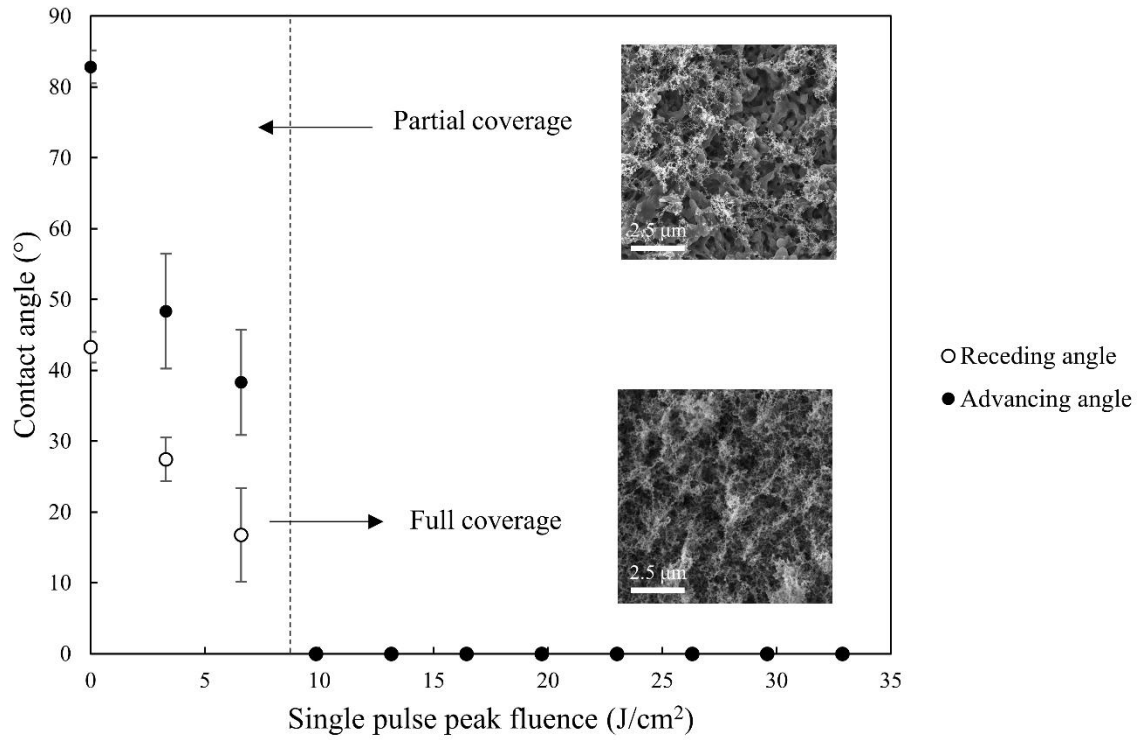 90
80
70
60
50
40
30
20
10
0
Contact angle (°)
Partial coverage
2.5 µm
Full coverage
2.5 µm
Receding angle
Advancing angle
0 5 10 15 20 25 30 35
Single pulse peak fluence (J/cm²)